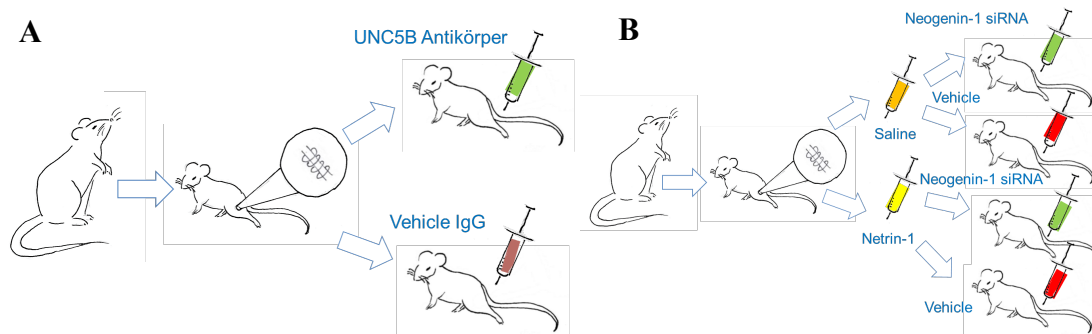 A
UNC5B Antikörper
Vehicle IgG
B
Neogenin-1 siRNA
Vehicle
Saline
Neogenin-1 siRNA
Netrin-1
Vehicle